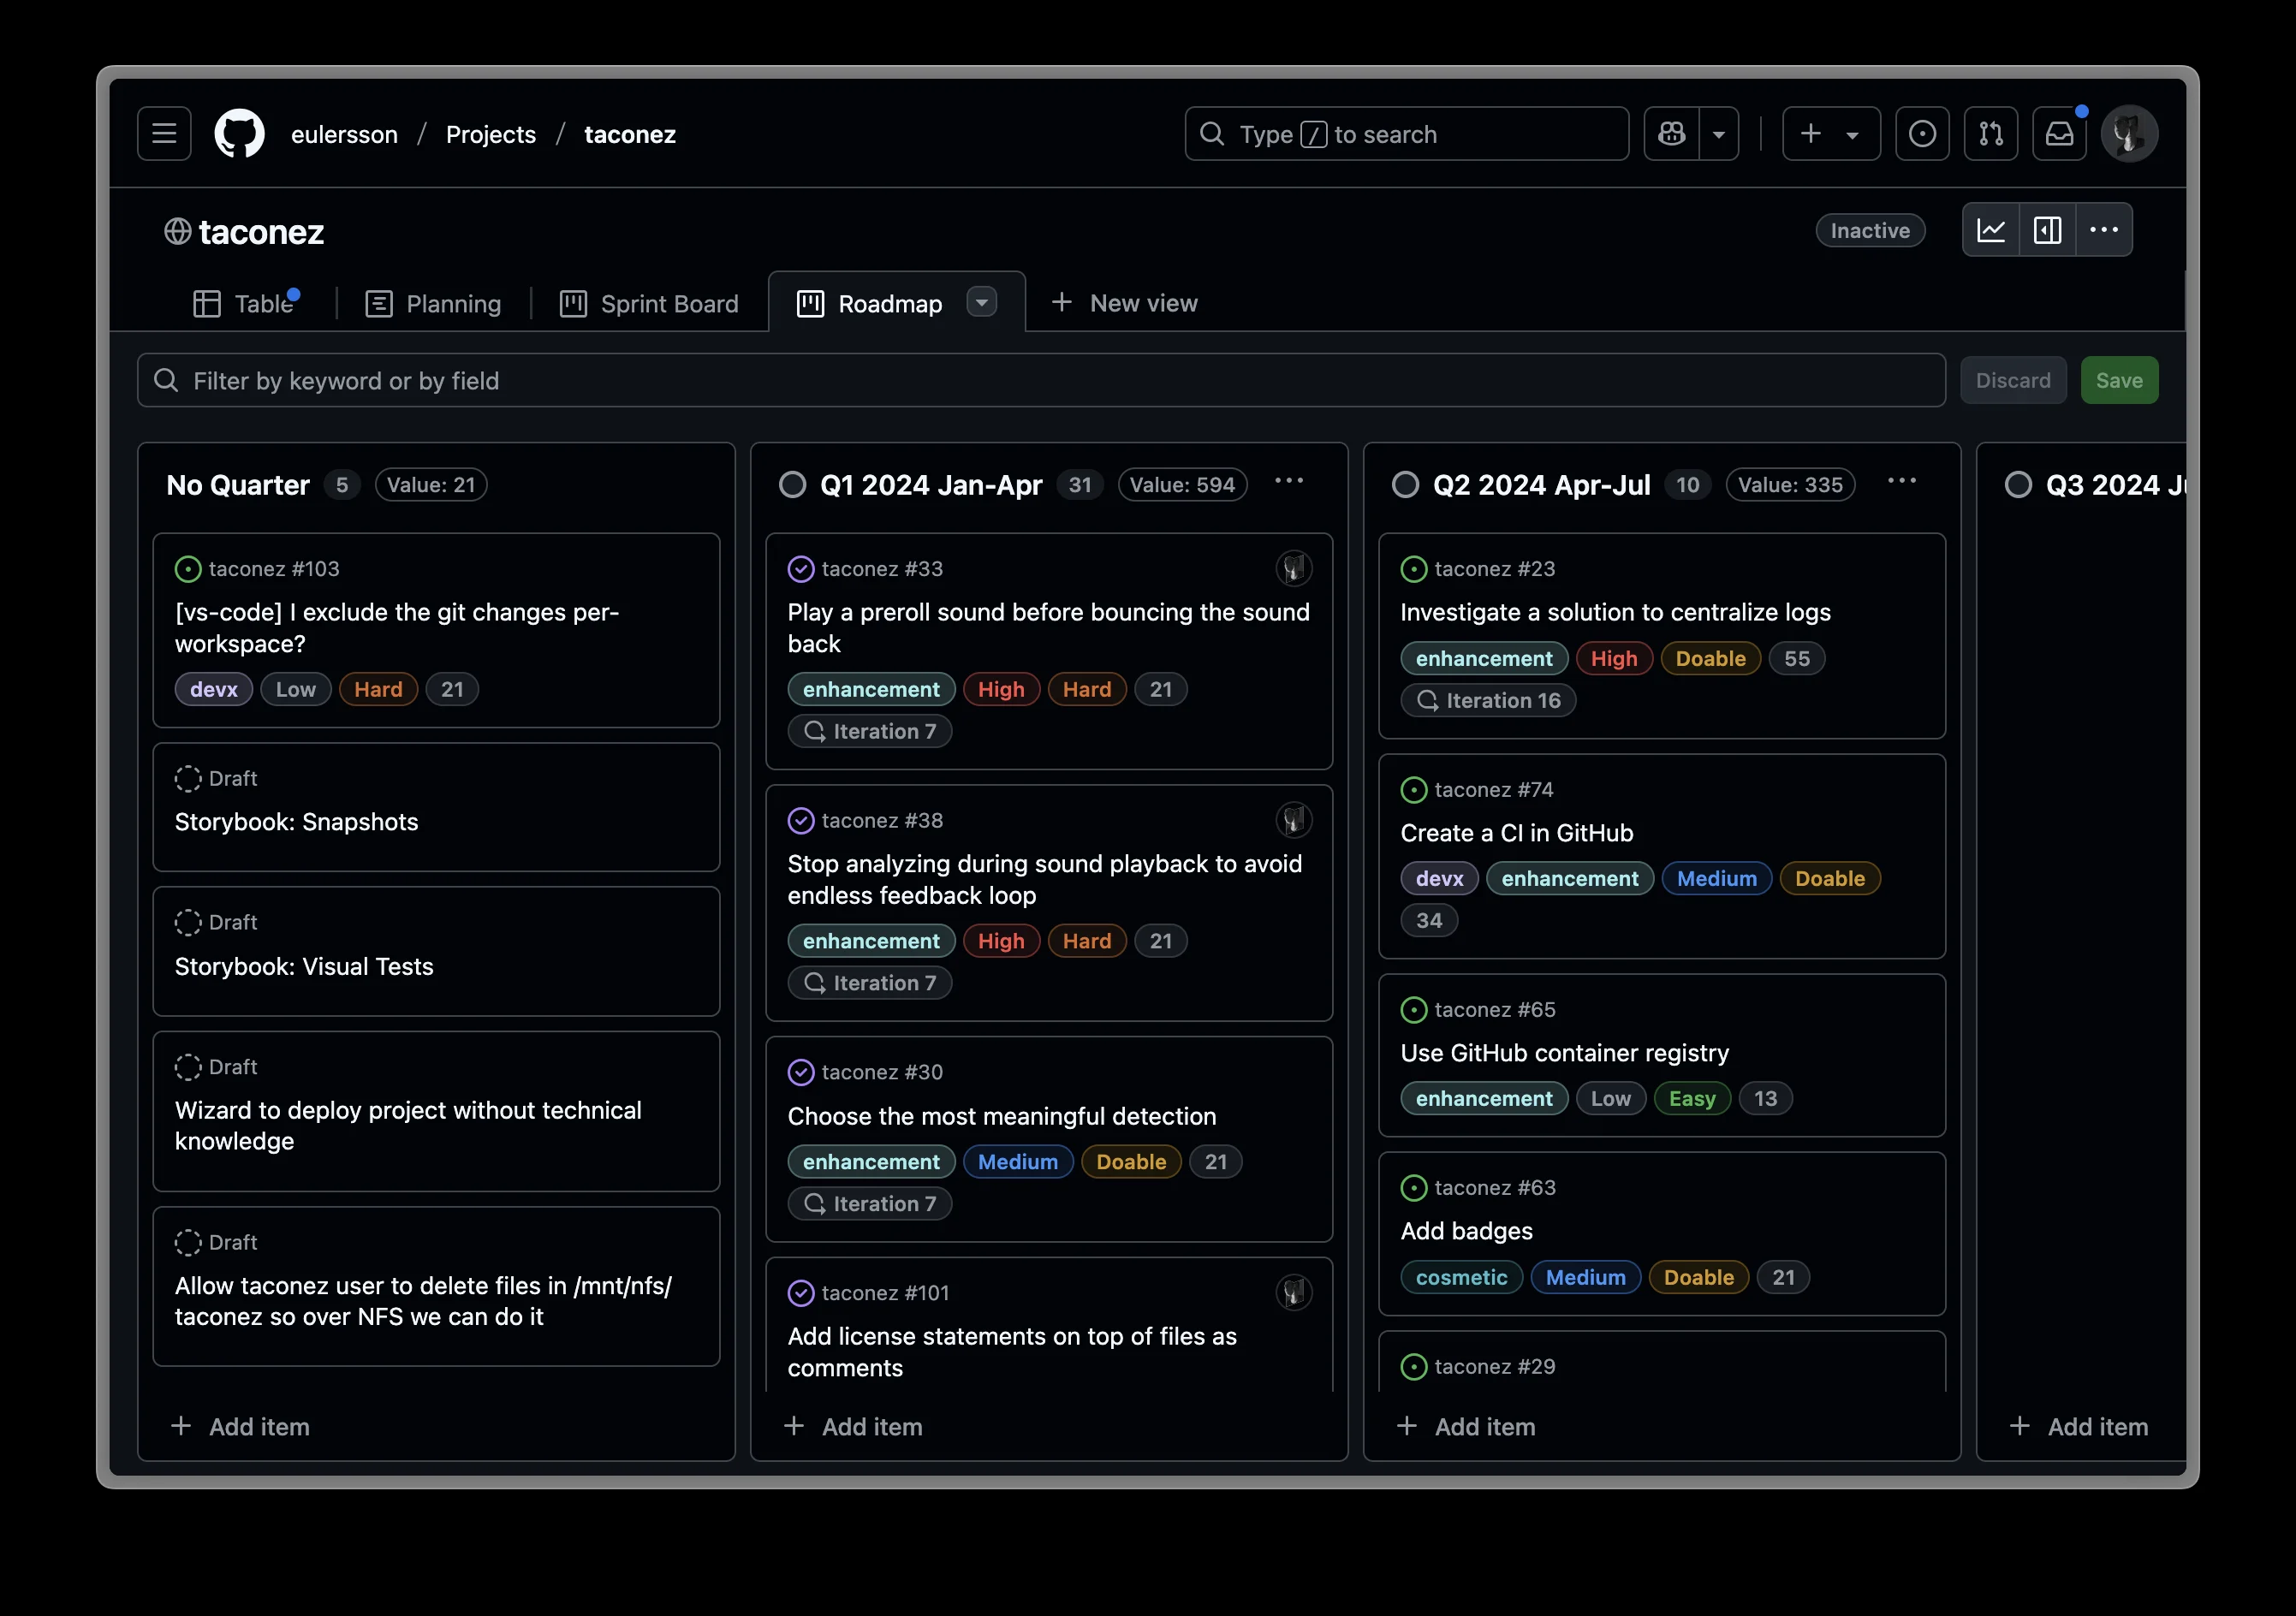 eulersson / Projects / taconez
Type / to search
taconez
Inactive
Table
Planning
Sprint Board
Roadmap
New view
Filter by keyword or by field
Discard
Save
No Quarter 5 Value: 21
taconez #103
[vs-code] I exclude the git changes per-
workspace?
devx Low Hard 21
Draft
Storybook: Snapshots
Draft
Storybook: Visual Tests
Draft
Wizard to deploy project without technical
knowledge
Draft
Allow taconez user to delete files in /mnt/nfs/
taconez so over NFS we can do it
Add item
Q1 2024 Jan-Apr 31 Value: 594
taconez #33
Play a preroll sound before bouncing the sound
back
enhancement High Hard 21
Iteration 7
taconez #38
Stop analyzing during sound playback to avoid
endless feedback loop
enhancement High Hard 21
Iteration 7
taconez #30
Choose the most meaningful detection
enhancement Medium Doable 21
Iteration 7
taconez #101
Add license statements on top of files as
comments
Add item
Q2 2024 Apr-Jul 10 Value: 335
taconez #23
Investigate a solution to centralize logs
enhancement High Doable 55
Iteration 16
taconez #74
Create a CI in GitHub
devx enhancement Medium Doable
34
taconez #65
Use GitHub container registry
enhancement Low Easy 13
taconez #63
Add badges
cosmetic Medium Doable 21
taconez #29
Add item
Q3 2024
Add item